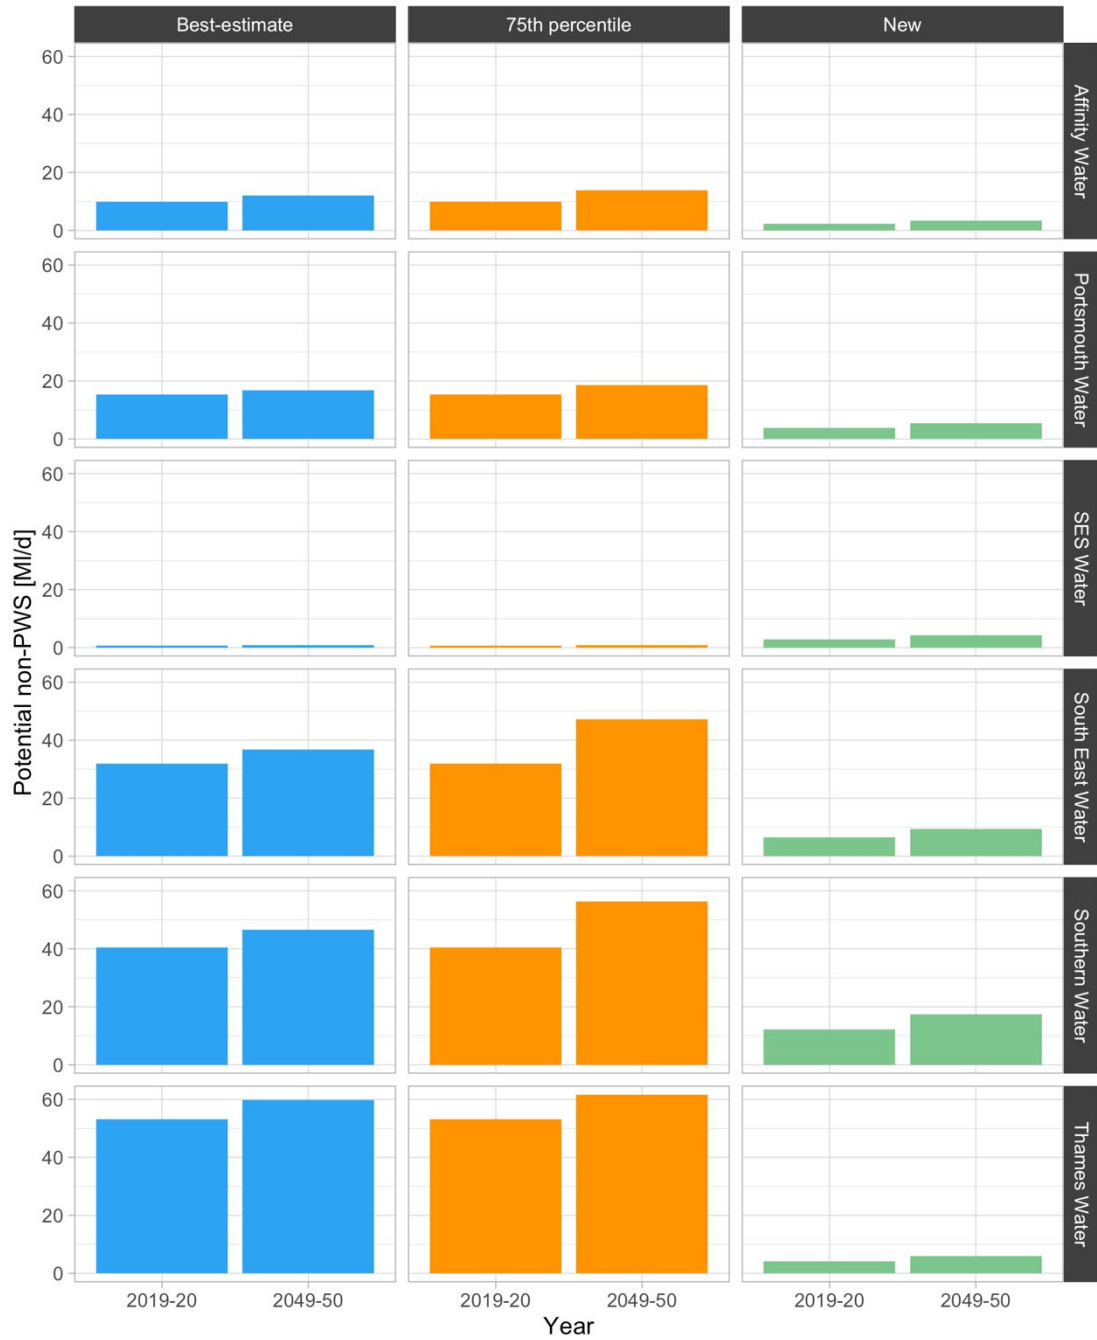 Best-estimate 75th percentile New
60
40
20
0
Affinity Water
60
40
20
0
Portsmouth Water
60
40
20
0
SES Water
60
40
20
0
South East Water
60
40
20
0
Southern Water
60
40
20
0
Thames Water
Potential non-PWS [Ml/d]
2019-20 2049-50 2019-20 2049-50 2019-20 2049-50
Year